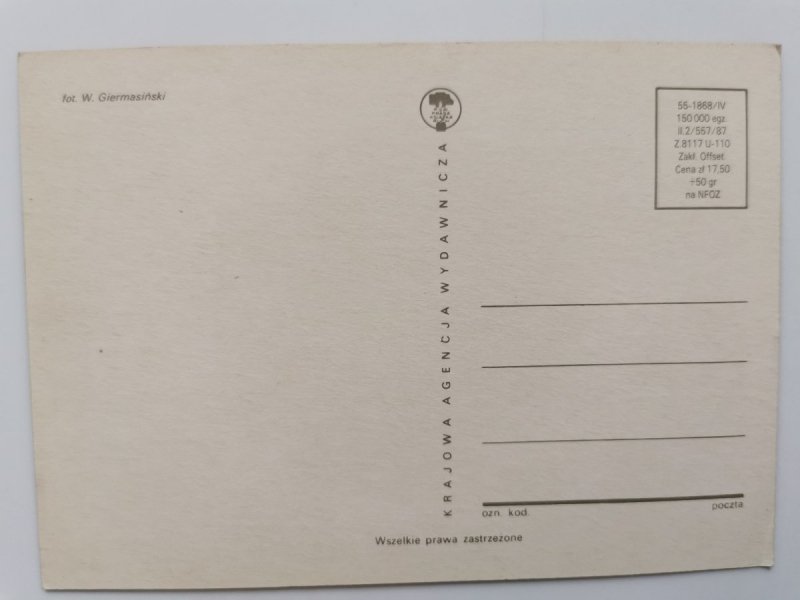 fot. W. Giermasiński
KRAJOWA AGENCJA WYDAWNICZA
55-1868/IV
150 000 egz.
II.2/557/87
Z.8117 U-110
Zakł. Offset.
Cena zł 17,50
+50 gr
na NFOZ
ozn. kod.
poczta
Wszelkie prawa zastrzeżone